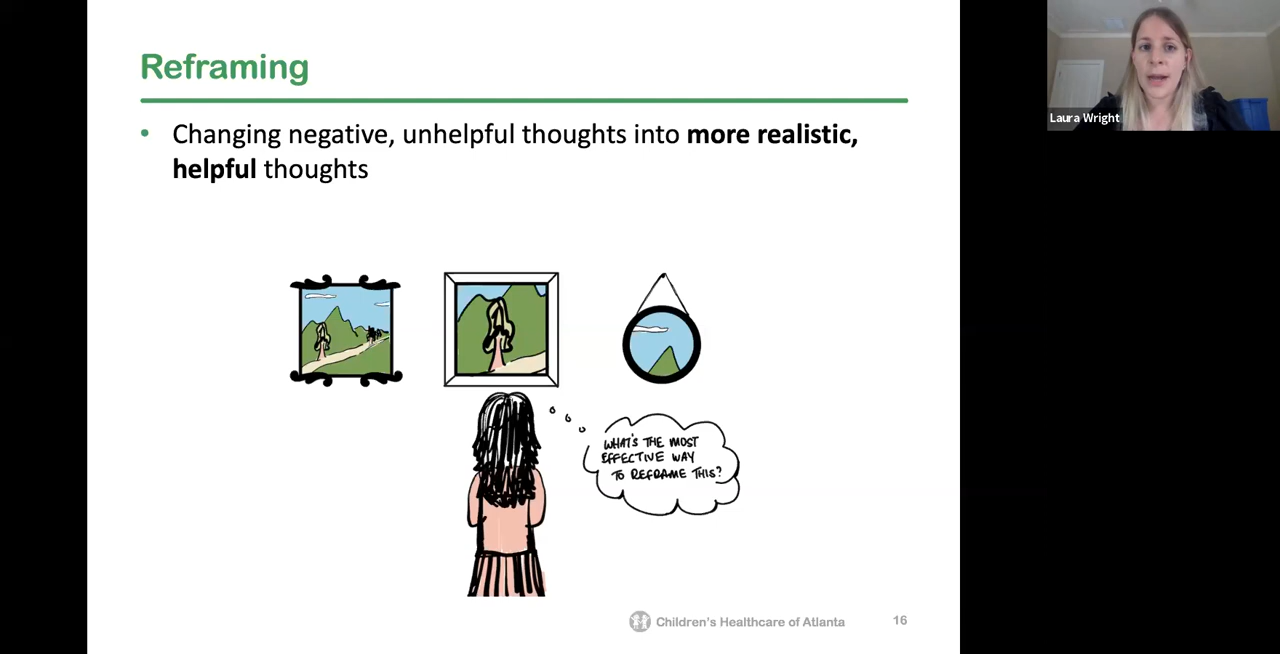 Reframing
• Changing negative, unhelpful thoughts into more realistic,
helpful thoughts
WHAT'S THE MOST
EFFECTIVE WAY
TO REFRAME THIS?
Children's Healthcare of Atlanta
16
Laura Wright